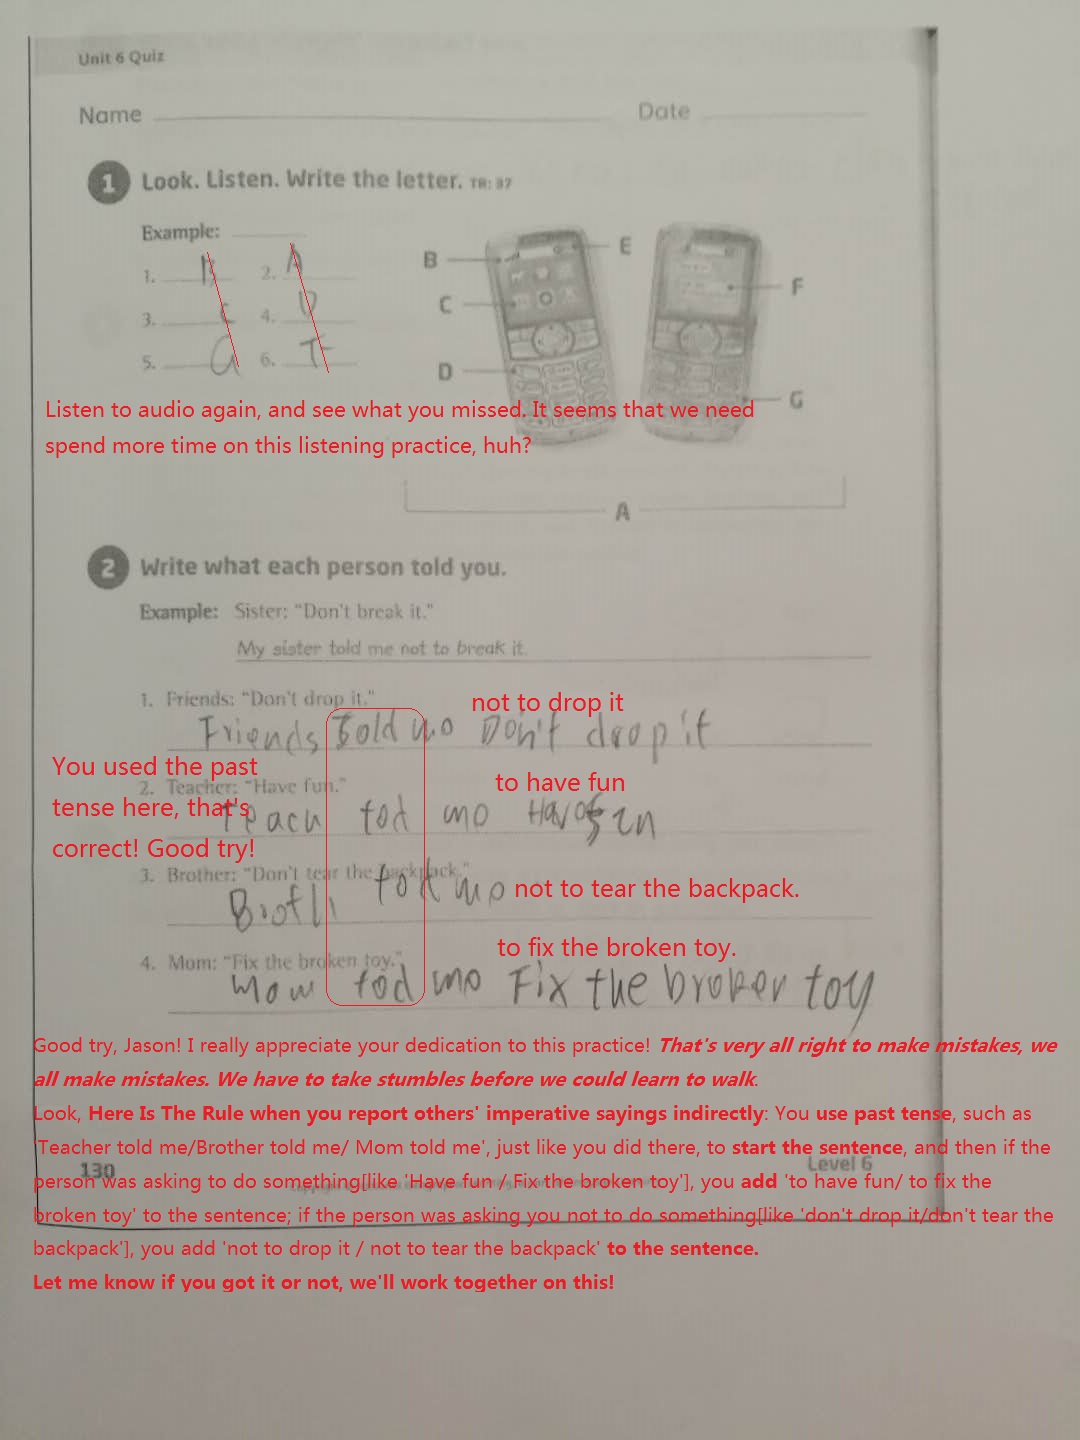 Unit 6 Quiz
Name
Date
1 Look. Listen. Write the letter. TR: 37
Example:
1. B 2. A
3. C 4. D
5. G 6. F
B
C
D
E
F
G
A
Listen to audio again, and see what you missed. It seems that we need
spend more time on this listening practice, huh?
2 Write what each person told you.
Example: Sister: "Don't break it."
My sister told me not to break it.
1. Friends: "Don't drop it."
not to drop it
Friends told mo Don't drop it
You used the past
tense here, that's
correct! Good try!
2. Teacher: "Have fun."
to have fun
Teach tod mo
3. Brother: "Don't tear the backpack."
tod mo
not to tear the backpack.
4. Mom: "Fix the broken toy."
to fix the broken toy.
Mom tod mo Fix the broker toy
Good try, Jason! I really appreciate your dedication to this practice! That's very all right to make mistakes, we
all make mistakes. We have to take stumbles before we could learn to walk.
Look, Here Is The Rule when you report others' imperative sayings indirectly: You use past tense, such as
'Teacher told me/Brother told me/ Mom told me', just like you did there, to start the sentence, and then if the
person was asking to do something[like 'Have fun / Fix the broken toy'], you add 'to have fun/ to fix the
broken toy' to the sentence; if the person was asking you not to do something[like 'don't drop it/don't tear the
backpack'], you add 'not to drop it / not to tear the backpack' to the sentence.
Let me know if you got it or not, we'll work together on this!
130
Level 6